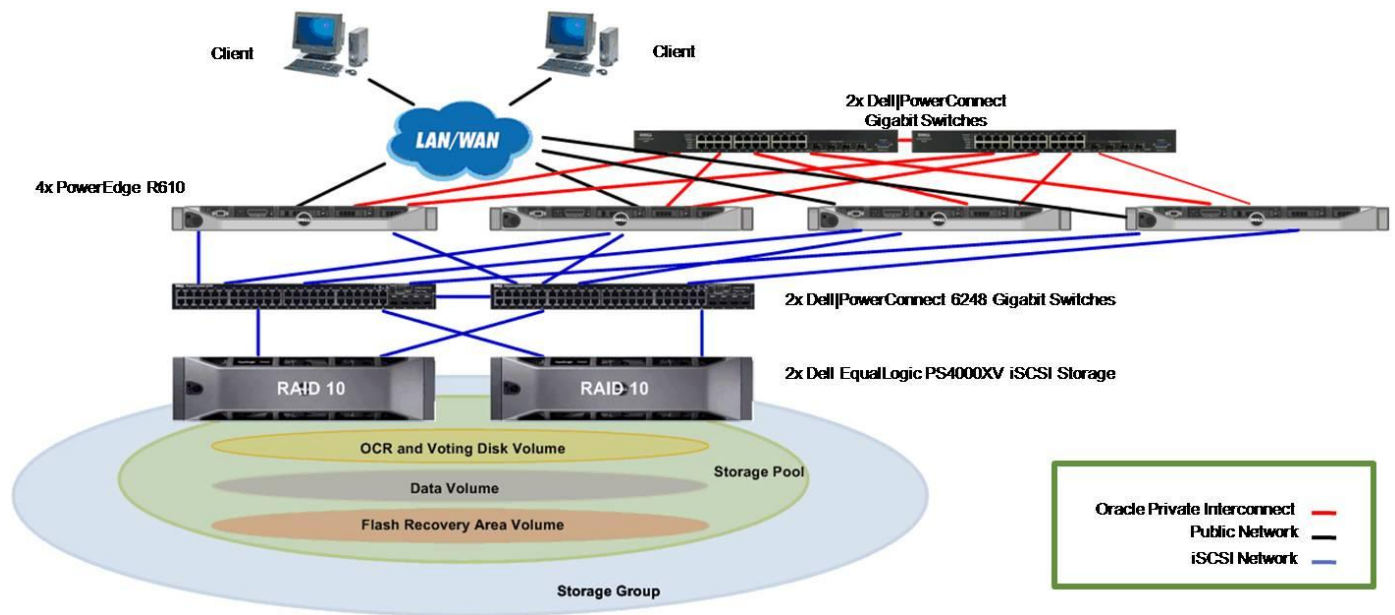 Client
Client
2x Dell|PowerConnect
Gigabit Switches
LAN/WAN
4x PowerEdge R610
2x Dell|PowerConnect 6248 Gigabit Switches
RAID 10
RAID 10
2x Dell EqualLogic PS4000XV iSCSI Storage
OCR and Voting Disk Volume
Storage Pool
Data Volume
Flash Recovery Area Volume
Storage Group
Oracle Private Interconnect
Public Network
iSCSI Network